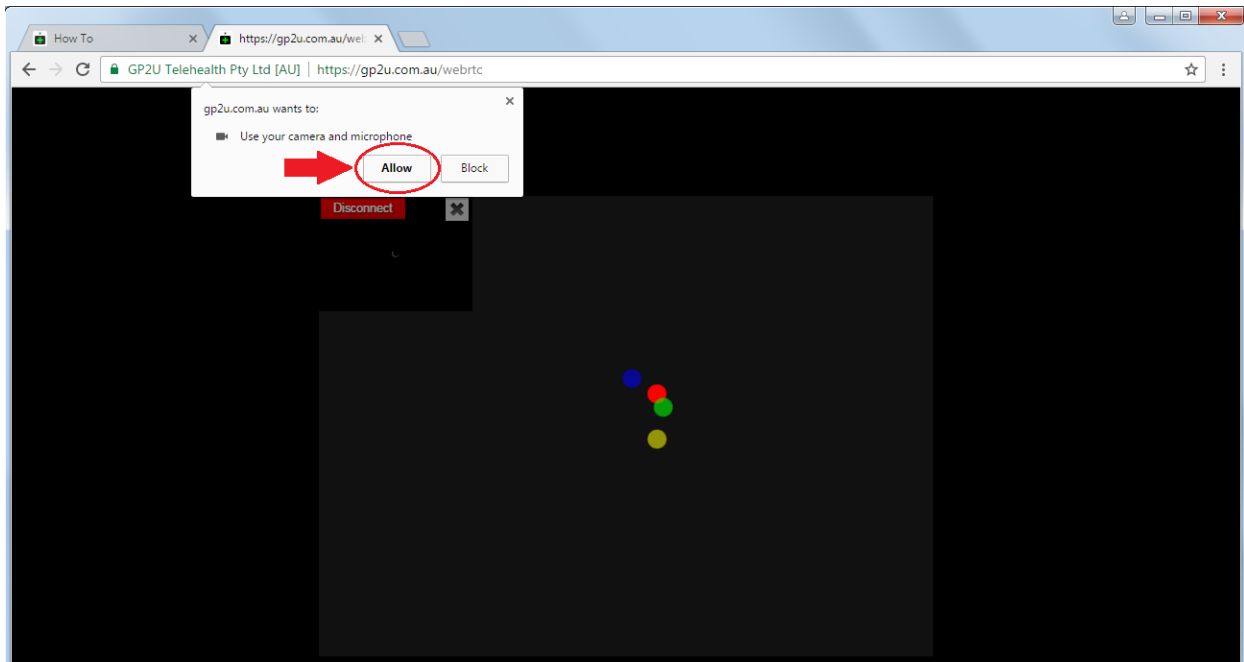 How To
https://gp2u.com.au/wel
GP2U Telehealth Pty Ltd [AU] | https://gp2u.com.au/webrtc
gp2u.com.au wants to:
Use your camera and microphone
Allow Block
Disconnect